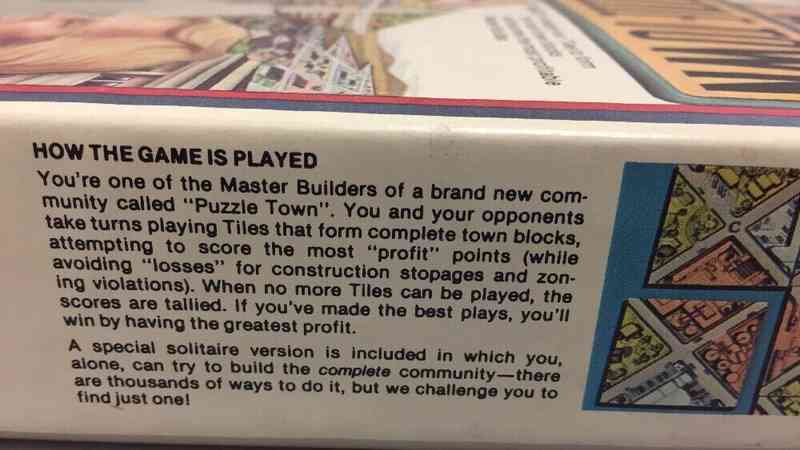 HOW THE GAME IS PLAYED
You're one of the Master Builders of a brand new com-
munity called "Puzzle Town". You and your opponents
take turns playing Tiles that form complete town blocks,
attempting to score the most "profit" points (while
avoiding "losses" for construction stopages and zon-
ing violations). When no more Tiles can be played, the
scores are tallied. If you've made the best plays, you'll
win by having the greatest profit.
A special solitaire version is included in which you,
alone, can try to build the complete community—there
are thousands of ways to do it, but we challenge you to
find just one!
C